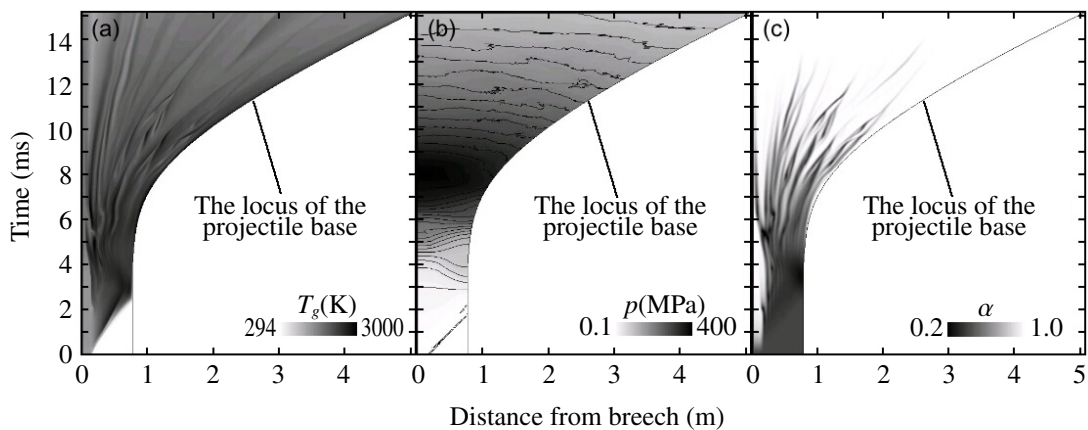 (a)
(b)
(c)
14
12
10
8
6
4
2
0
Time (ms)
The locus of the
projectile base
The locus of the
projectile base
The locus of the
projectile base
T_g(K)
294 3000
p(MPa)
0.1 400
α
0.2 1.0
0 1 2 3 4 0 1 2 3 4 0 1 2 3 4 5
Distance from breech (m)